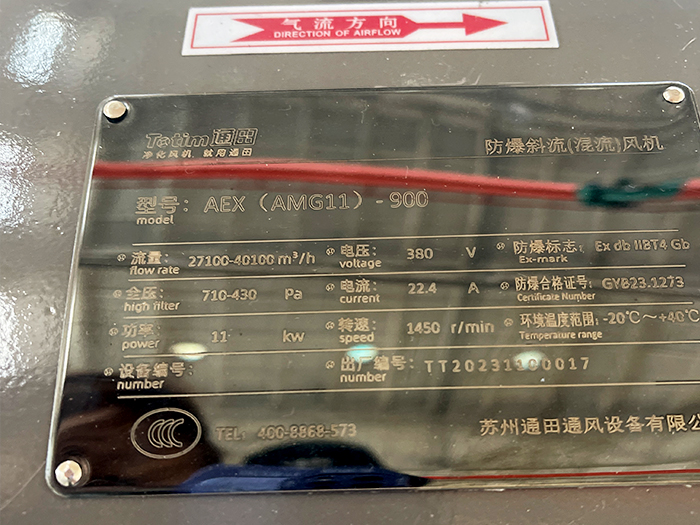 气流方向
DIRECTION OF AIRFLOW
Totim 通田
净化风机 就用通田
防爆斜流(混流)风机
型号: AEX (AMG11) - 900
model
流量: 27100-40100 m³/h 电压: 380 V 防爆标志: Ex db IIBT4 Gb
flow rate voltage Ex-mark
全压: 710-430 Pa 电流: 22.4 A 防爆合格证号: GYB23.1273
high filter current Certificate Number
功率: 11 kw 转速: 1450 r/min 环境温度范围: -20℃～+40℃
power speed Temperature range
设备编号: 出厂编号:
number number
CCC TEL: 400-8868-573 苏州通田通风设备有限